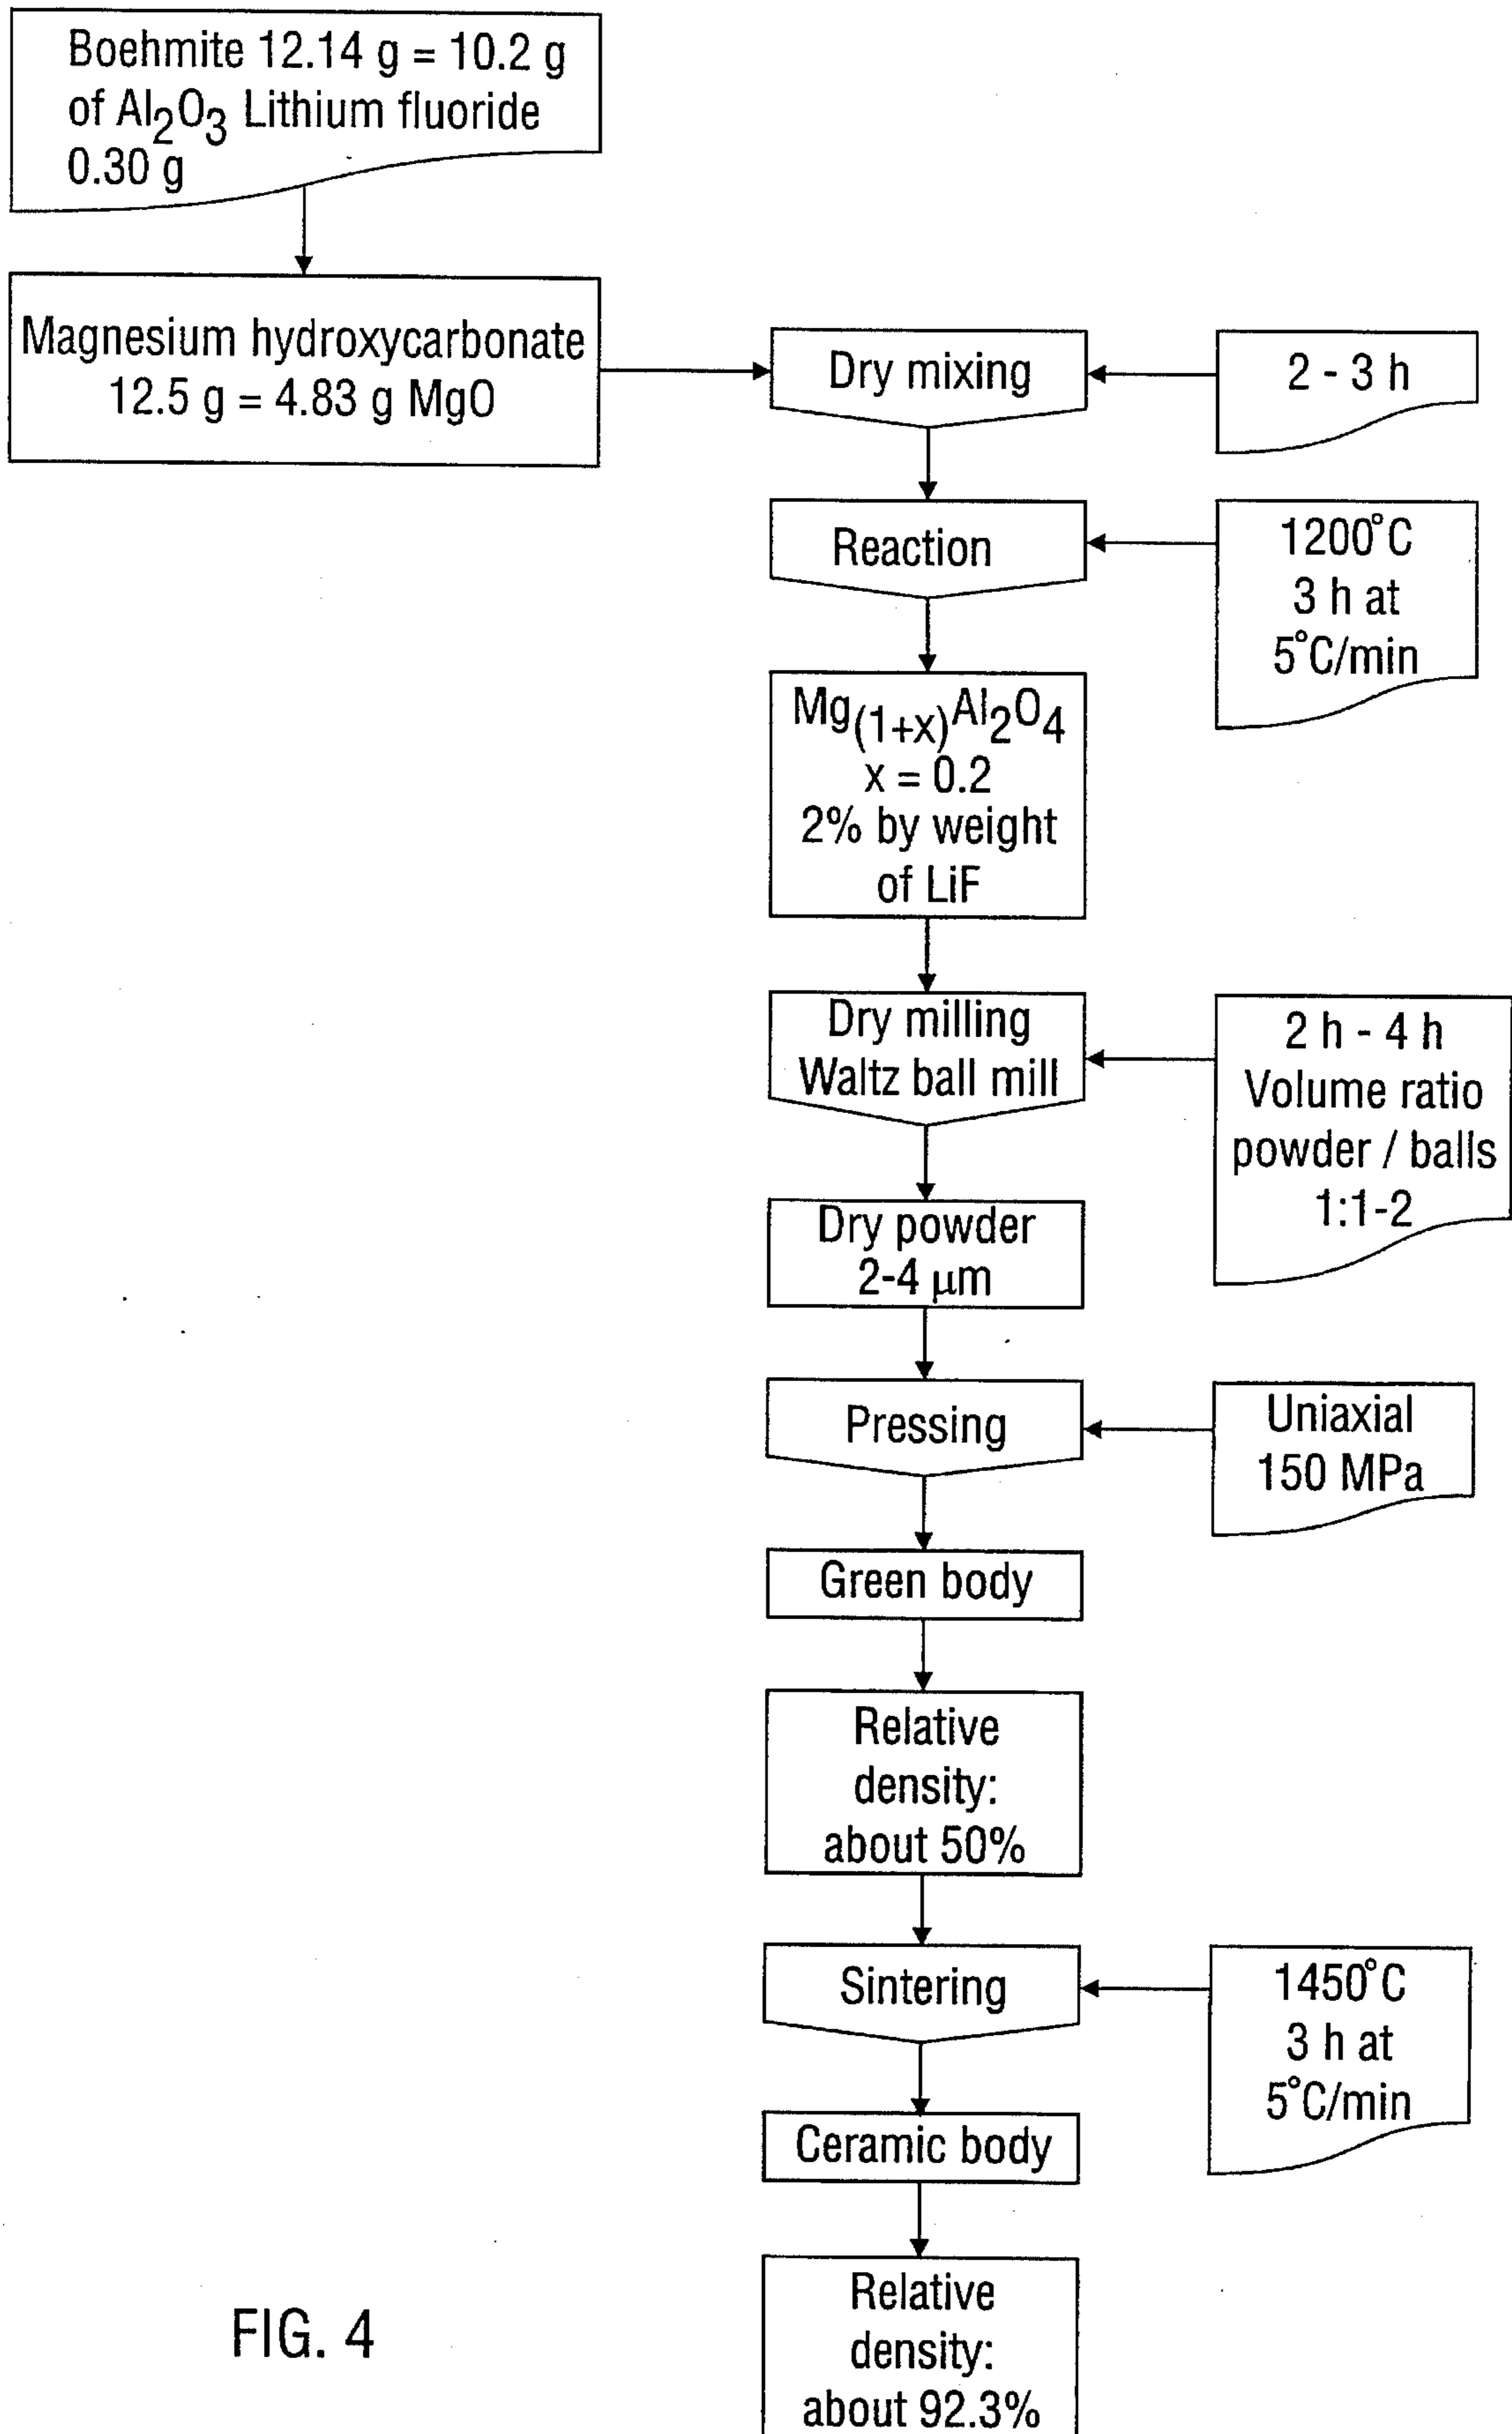 Boehmite 12.14 g = 10.2 g
of Al₂O₃ Lithium fluoride
0.30 g
Magnesium hydroxycarbonate
12.5 g = 4.83 g MgO
Dry mixing
2 - 3 h
Reaction
1200°C
3 h at
5°C/min
Mg₍₁₊ₓ₎Al₂O₄
x = 0.2
2% by weight
of LiF
Dry milling
Waltz ball mill
2 h - 4 h
Volume ratio
powder / balls
1:1-2
Dry powder
2-4 μm
Pressing
Uniaxial
150 MPa
Green body
Relative
density:
about 50%
Sintering
1450°C
3 h at
5°C/min
Ceramic body
Relative
density:
about 92.3%
FIG. 4